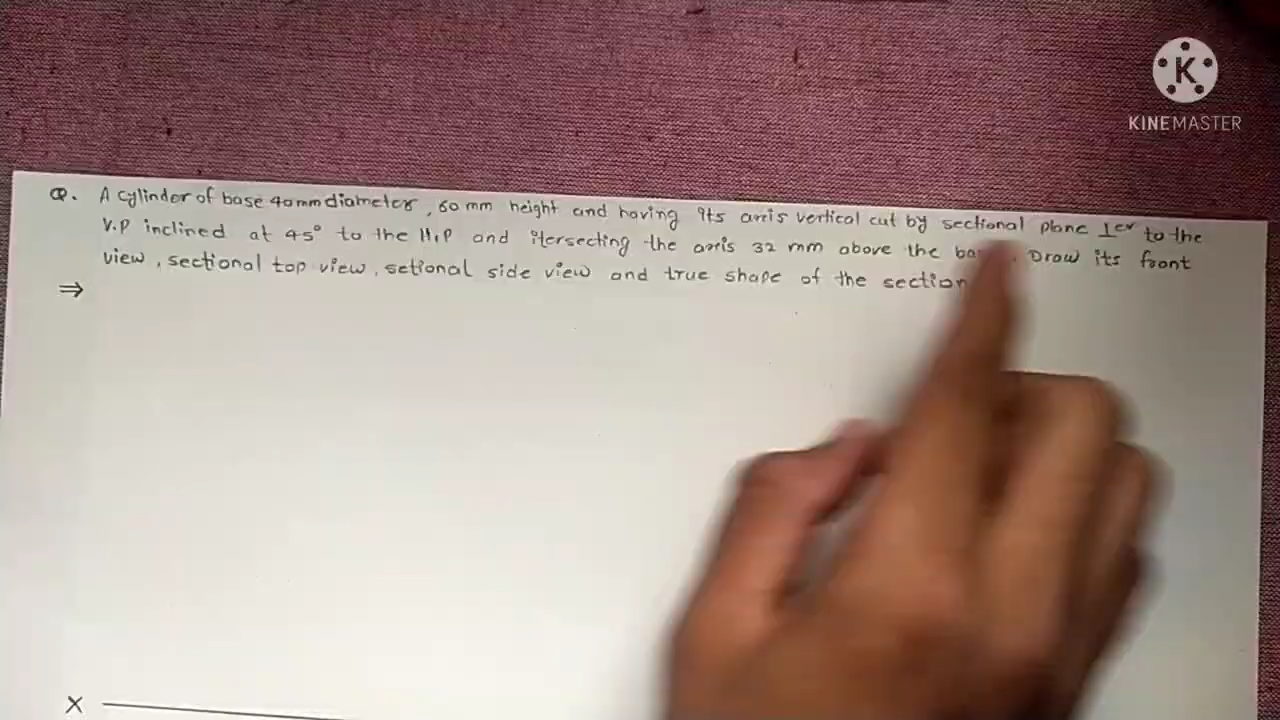 K
KINEMASTER
Q. A cylinder of base 40mm diameter, 60 mm height and having its axis vertical cut by sectional plane ⊥er to the
V.P inclined at 45° to the H.P and itersecting the axis 32 mm above the Draw its front
view, sectional top view, setional side view and true shape of the section
⇒
X